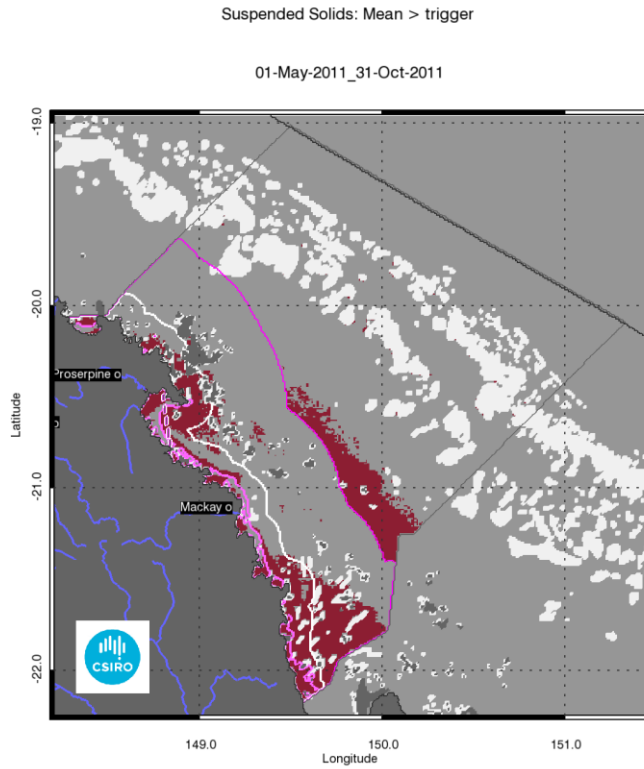 Suspended Solids: Mean > trigger
01-May-2011_31-Oct-2011
-19.0
-20.0
Proserpine o
Latitude
-21.0
Mackay o
CSIRO
-22.0
149.0 150.0 151.0
Longitude